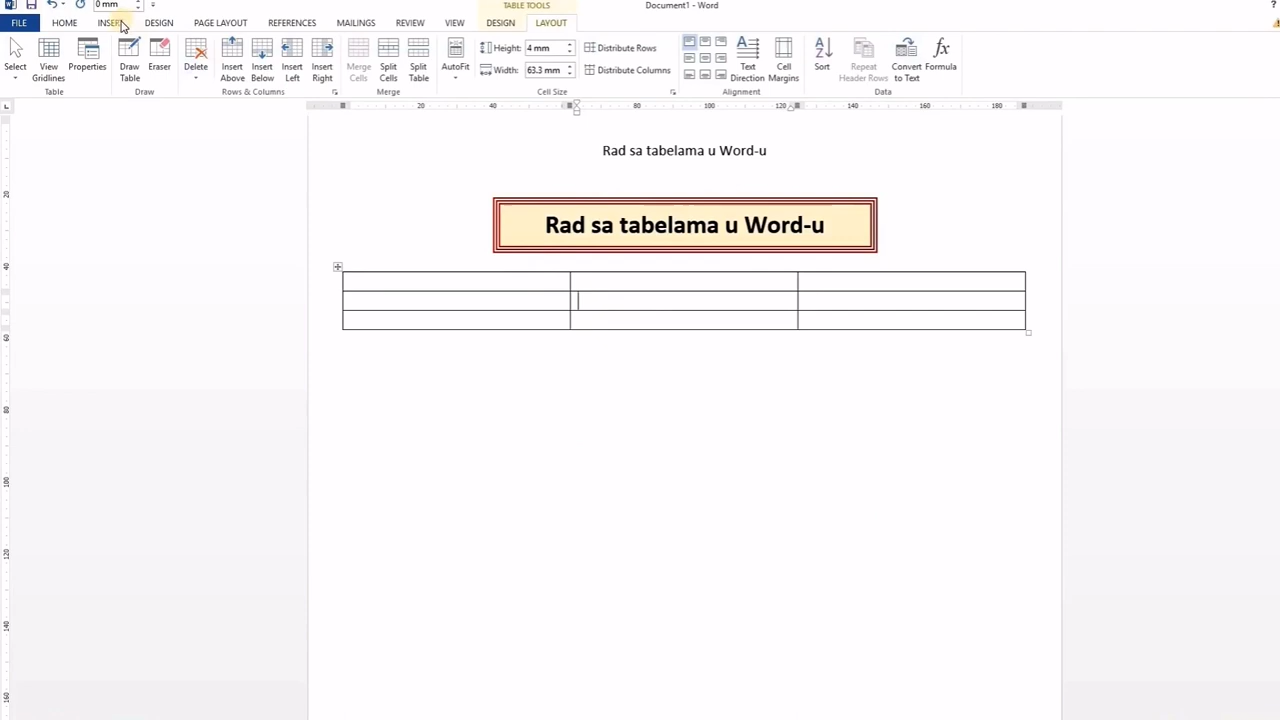 0 mm
TABLE TOOLS
Document1 - Word
?
FILE HOME INSERT DESIGN PAGE LAYOUT REFERENCES MAILINGS REVIEW VIEW DESIGN LAYOUT
Select View Gridlines Properties Draw Table Eraser Delete Insert Above Insert Below Insert Left Insert Right Merge Cells Split Cells Split Table AutoFit Height: 4 mm Distribute Rows Text Direction Cell Margins Sort Repeat Header Rows Convert to Text Formula
Width: 63.3 mm Distribute Columns
Table Draw Rows & Columns Merge Cell Size Alignment Data
20 40 80 100 120 140 160 180
Rad sa tabelama u Word-u
Rad sa tabelama u Word-u
20
40
60
80
100
120
140
160